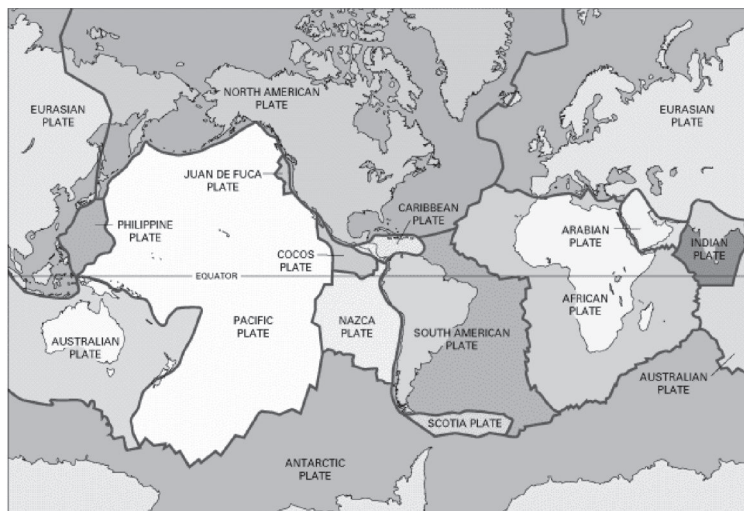 NORTH AMERICAN
PLATE
EURASIAN
PLATE
EURASIAN
PLATE
JUAN DE FUCA
PLATE
CARIBBEAN
PLATE
PHILIPPINE
PLATE
ARABIAN
PLATE
INDIAN
PLATE
COCOS
PLATE
EQUATOR
AFRICAN
PLATE
PACIFIC
PLATE
NAZCA
PLATE
SOUTH AMERICAN
PLATE
AUSTRALIAN
PLATE
AUSTRALIAN
PLATE
SCOTIA PLATE
ANTARCTIC
PLATE